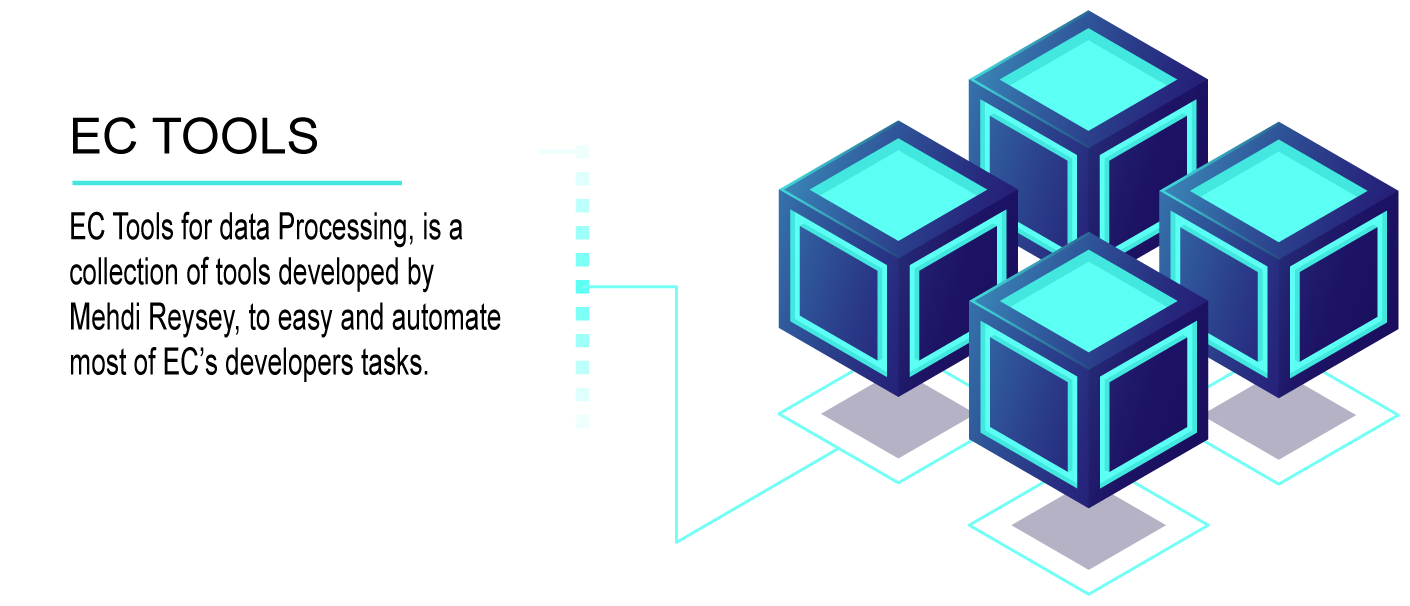 EC TOOLS
EC Tools for data Processing, is a
collection of tools developed by
Mehdi Reysey, to easy and automate
most of EC’s developers tasks.